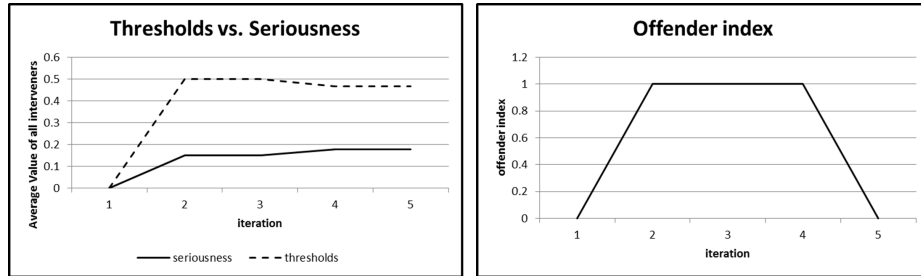 Thresholds vs. Seriousness
Average Value of all interveners
0.6
0.5
0.4
0.3
0.2
0.1
0
1 2 3 4 5
iteration
seriousness thresholds
Offender index
offender index
1.2
1
0.8
0.6
0.4
0.2
0
1 2 3 4 5
iteration